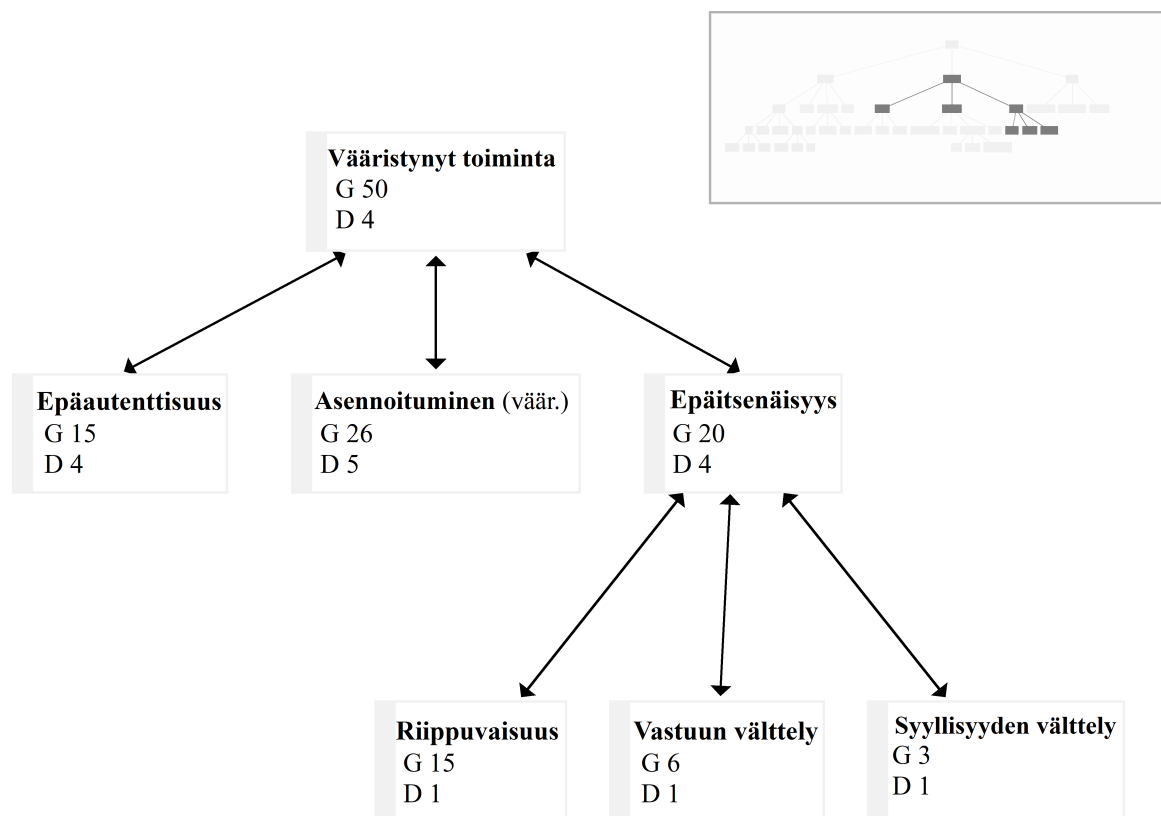 Vääristynyt toiminta
G 50
D 4
Epäautenttisuus
G 15
D 4
Asennoituminen (väär.)
G 26
D 5
Epäitsenäisyys
G 20
D 4
Riippuvaisuus
G 15
D 1
Vastuun välttely
G 6
D 1
Syyllisyyden välttely
G 3
D 1